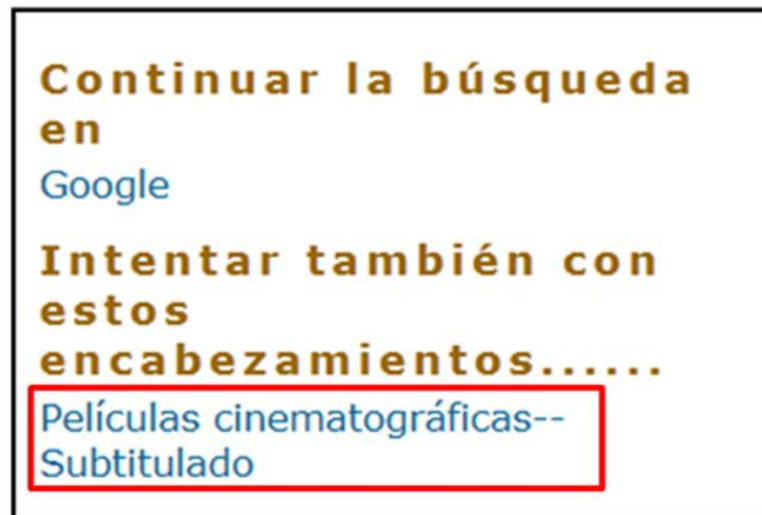 Continuar la búsqueda
en
Google
Intentar también con
estos
encabezamientos......
Películas cinematográficas--
Subtitulado